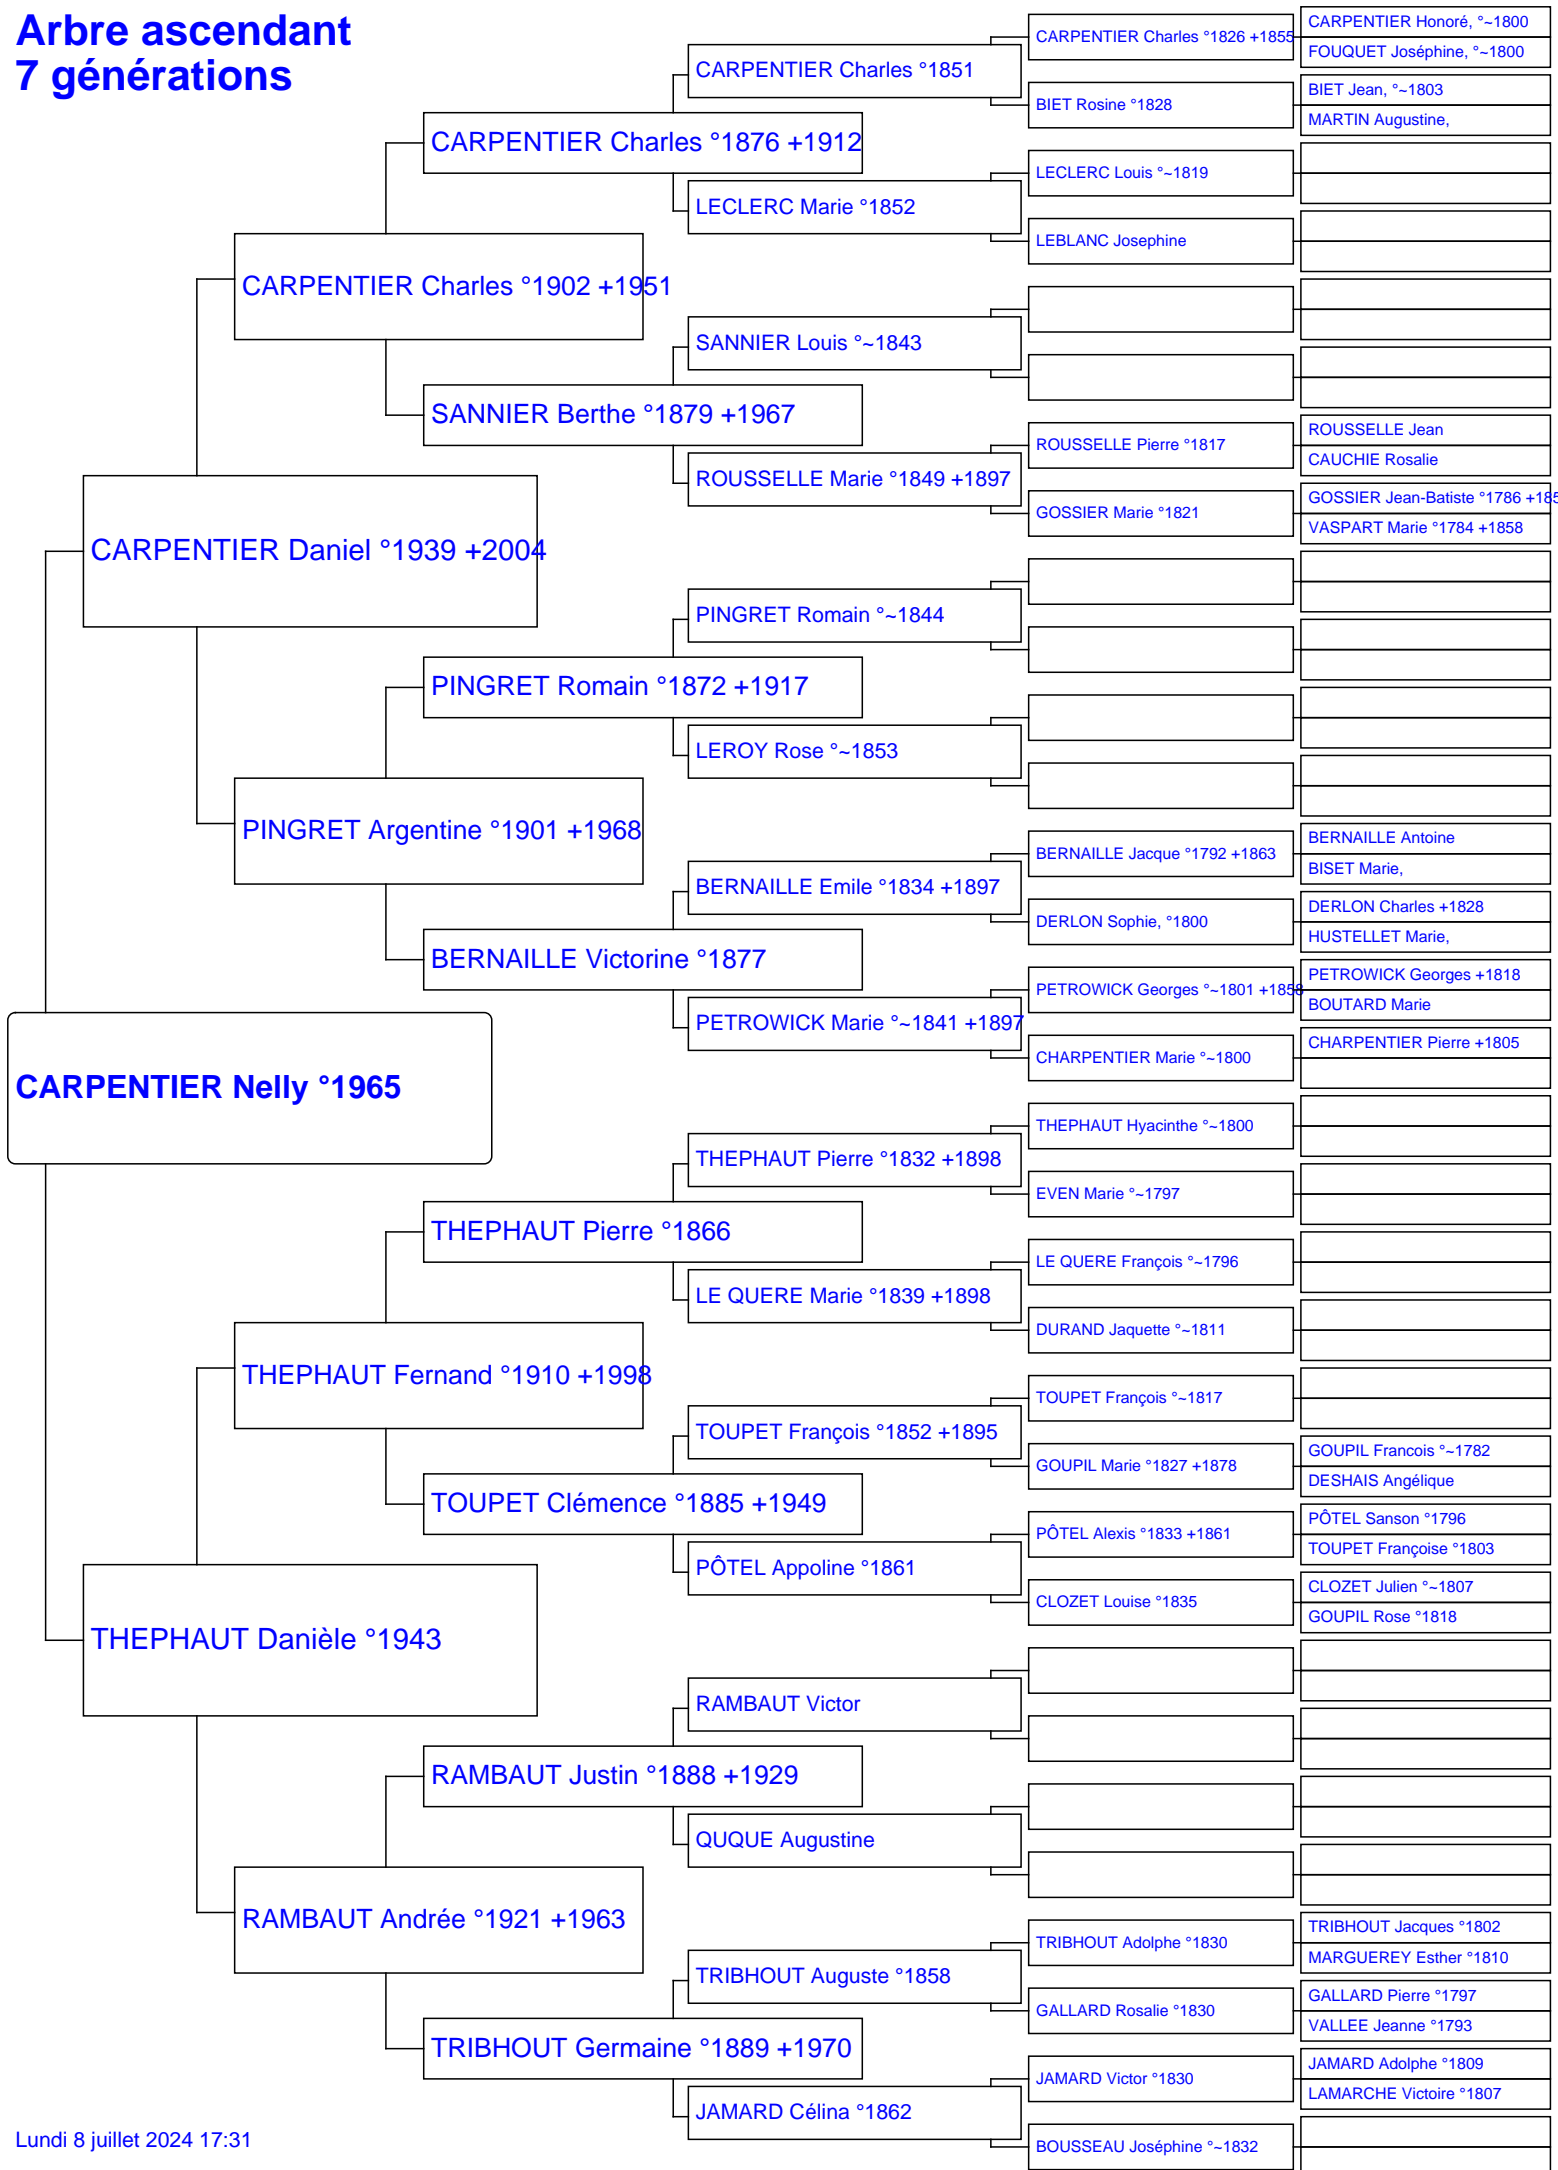 Arbre ascendant
7 générations
CARPENTIER Nelly °1965
CARPENTIER Daniel °1939 +2004
THEPHAUT Danièle °1943
CARPENTIER Charles °1902 +1951
PINGRET Argentine °1901 +1968
THEPHAUT Fernand °1910 +1998
RAMBAUT Andrée °1921 +1963
CARPENTIER Charles °1876 +1912
SANNIER Berthe °1879 +1967
PINGRET Romain °1872 +1917
BERNAILLE Victorine °1877
THEPHAUT Pierre °1866
TOUPET Clémence °1885 +1949
RAMBAUT Justin °1888 +1929
TRIBHOUT Germaine °1889 +1970
CARPENTIER Charles °1851
LECLERC Marie °1852
SANNIER Louis °~1843
ROUSSELLE Marie °1849 +1897
PINGRET Romain °~1844
LEROY Rose °~1853
BERNAILLE Emile °1834 +1897
PETROWICK Marie °~1841 +1897
THEPHAUT Pierre °1832 +1898
LE QUERE Marie °1839 +1898
TOUPET François °1852 +1895
PÔTEL Appoline °1861
RAMBAUT Victor
QUQUE Augustine
TRIBHOUT Auguste °1858
JAMARD Célina °1862
CARPENTIER Charles °1826 +1855
BIET Rosine °1828
LECLERC Louis °~1819
LEBLANC Josephine
ROUSSELLE Pierre °1817
GOSSIER Marie °1821
BERNAILLE Jacque °1792 +1863
DERLON Sophie, °1800
PETROWICK Georges °~1801 +1858
CHARPENTIER Marie °~1800
THEPHAUT Hyacinthe °~1800
EVEN Marie °~1797
LE QUERE François °~1796
DURAND Jaquette °~1811
TOUPET François °~1817
GOUPIL Marie °1827 +1878
PÔTEL Alexis °1833 +1861
CLOZET Louise °1835
TRIBHOUT Adolphe °1830
GALLARD Rosalie °1830
JAMARD Victor °1830
BOUSSEAU Joséphine °~1832
CARPENTIER Honoré, °~1800
FOUQUET Joséphine, °~1800
BIET Jean, °~1803
MARTIN Augustine,
ROUSSELLE Jean
CAUCHIE Rosalie
GOSSIER Jean-Batiste °1786 +185
VASPART Marie °1784 +1858
BERNAILLE Antoine
BISET Marie,
DERLON Charles +1828
HUSTELLET Marie,
PETROWICK Georges +1818
BOUTARD Marie
CHARPENTIER Pierre +1805
GOUPIL Francois °~1782
DESHAIS Angélique
PÔTEL Sanson °1796
TOUPET Françoise °1803
CLOZET Julien °~1807
GOUPIL Rose °1818
TRIBHOUT Jacques °1802
MARGUEREY Esther °1810
GALLARD Pierre °1797
VALLEE Jeanne °1793
JAMARD Adolphe °1809
LAMARCHE Victoire °1807
Lundi 8 juillet 2024 17:31